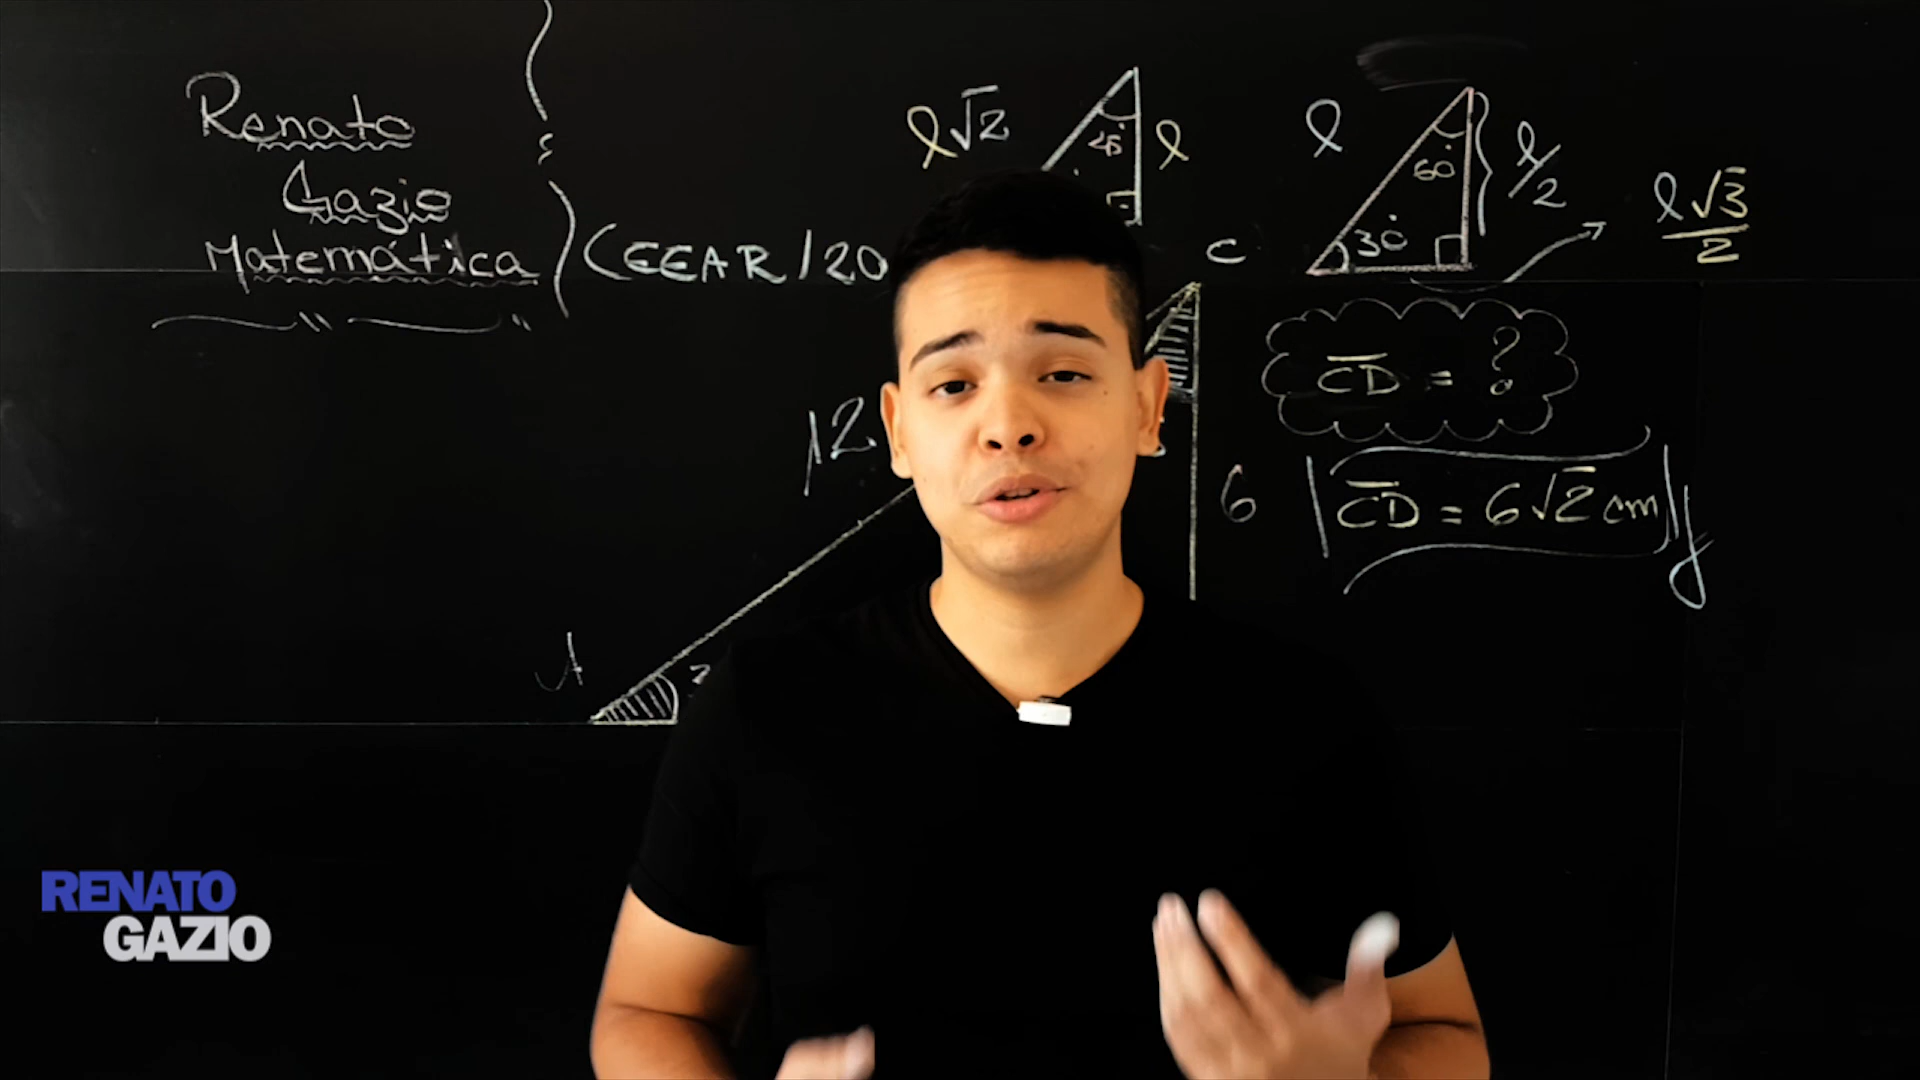 Renato
Gazio
Matemática
(EEAR/20
l√2
45°
l
l
60°
30°
l/2
l√3/2
C
12
6
A
CD = ?
CD = 6√2 cm
RENATO
GAZIO